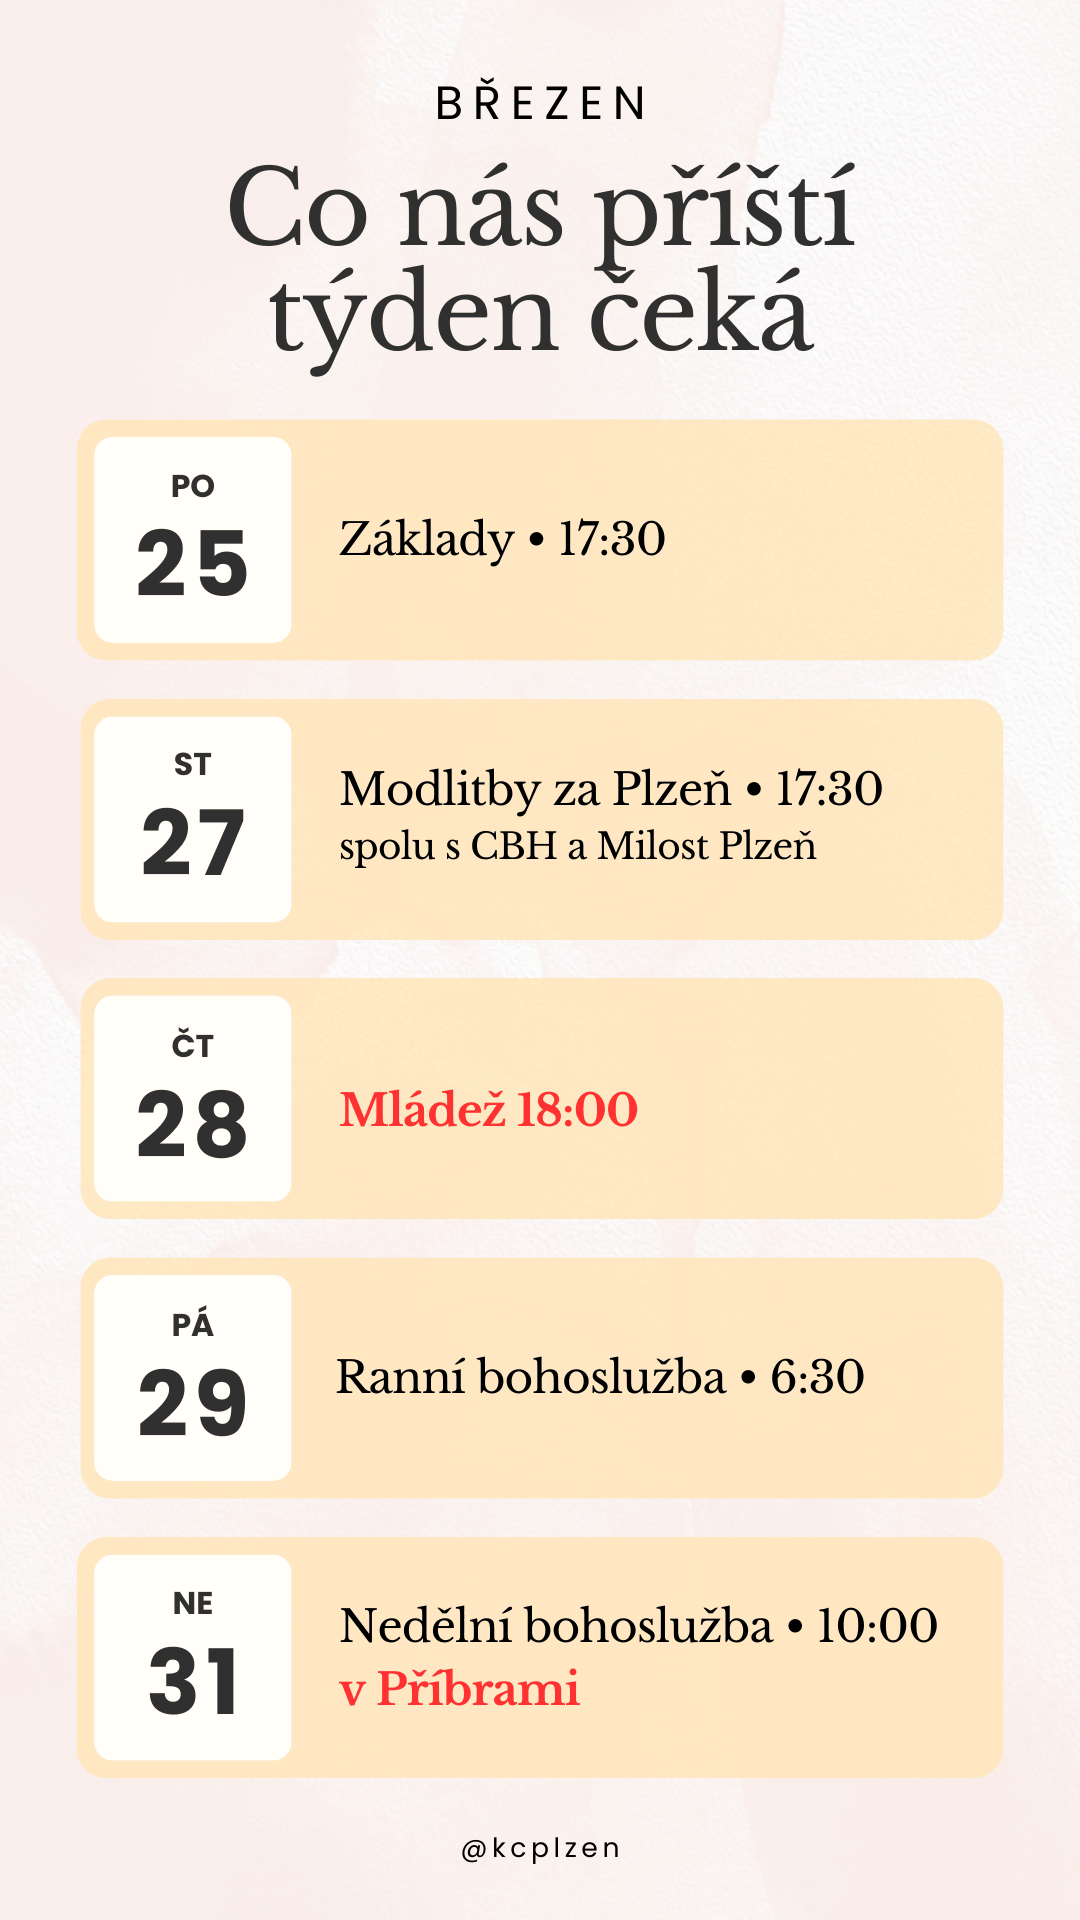 BŘEZEN
Co nás příští
týden čeká
PO
25
Základy • 17:30
ST
27
Modlitby za Plzeň • 17:30
spolu s CBH a Milost Plzeň
ČT
28
Mládež 18:00
PÁ
29
Ranní bohoslužba • 6:30
NE
31
Nedělní bohoslužba • 10:00
v Příbrami
@kcplzen